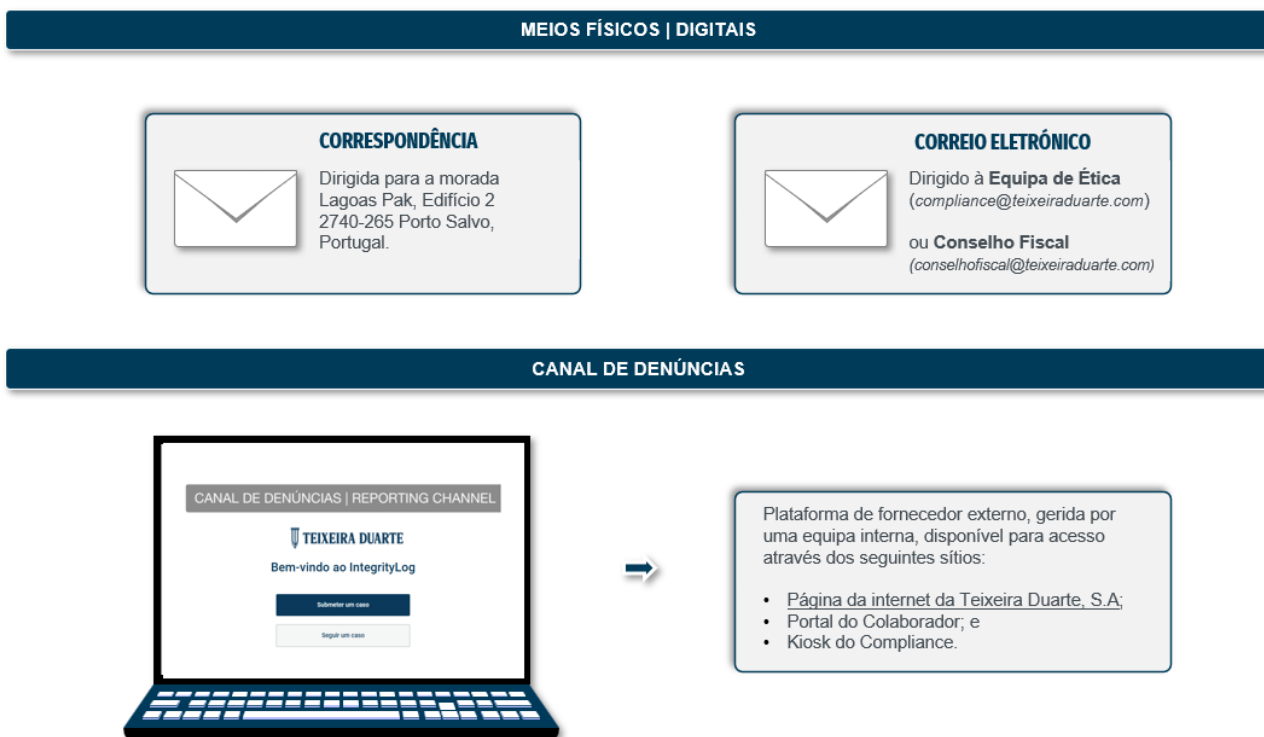 MEIOS FÍSICOS | DIGITAIS
CORRESPONDÊNCIA
Dirigida para a morada
Lagoas Pak, Edifício 2
2740-265 Porto Salvo,
Portugal.
CORREIO ELETRÓNICO
Dirigido à Equipa de Ética
(compliance@teixeiraduarte.com)
ou Conselho Fiscal
(conselhofiscal@teixeiraduarte.com)
CANAL DE DENÚNCIAS
CANAL DE DENÚNCIAS | REPORTING CHANNEL
TEIXEIRA DUARTE
Bem-vindo ao IntegrityLog
Submeter um caso
Seguir um caso
Plataforma de fornecedor externo, gerida por
uma equipa interna, disponível para acesso
através dos seguintes sítios:
• Página da internet da Teixeira Duarte, S.A;
• Portal do Colaborador; e
• Kiosk do Compliance.